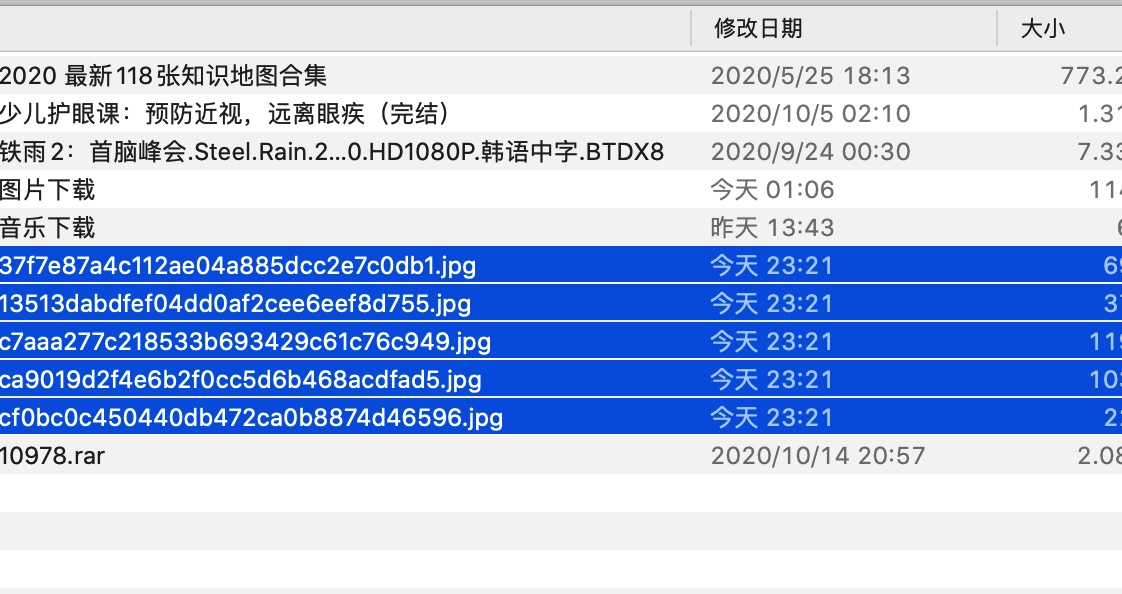 修改日期 大小
2020 最新118张知识地图合集 2020/5/25 18:13 773.2
少儿护眼课：预防近视，远离眼疾（完结） 2020/10/5 02:10 1.31
铁雨2：首脑峰会.Steel.Rain.2...0.HD1080P.韩语中字.BTDX8 2020/9/24 00:30 7.33
图片下载 今天 01:06 114
音乐下载 昨天 13:43 6
37f7e87a4c112ae04a885dcc2e7c0db1.jpg 今天 23:21 69
13513dabdfef04dd0af2cee6eef8d755.jpg 今天 23:21 37
c7aaa277c218533b693429c61c76c949.jpg 今天 23:21 119
ca9019d2f4e6b2f0cc5d6b468acdfad5.jpg 今天 23:21 103
cf0bc0c450440db472ca0b8874d46596.jpg 今天 23:21 22
10978.rar 2020/10/14 20:57 2.08